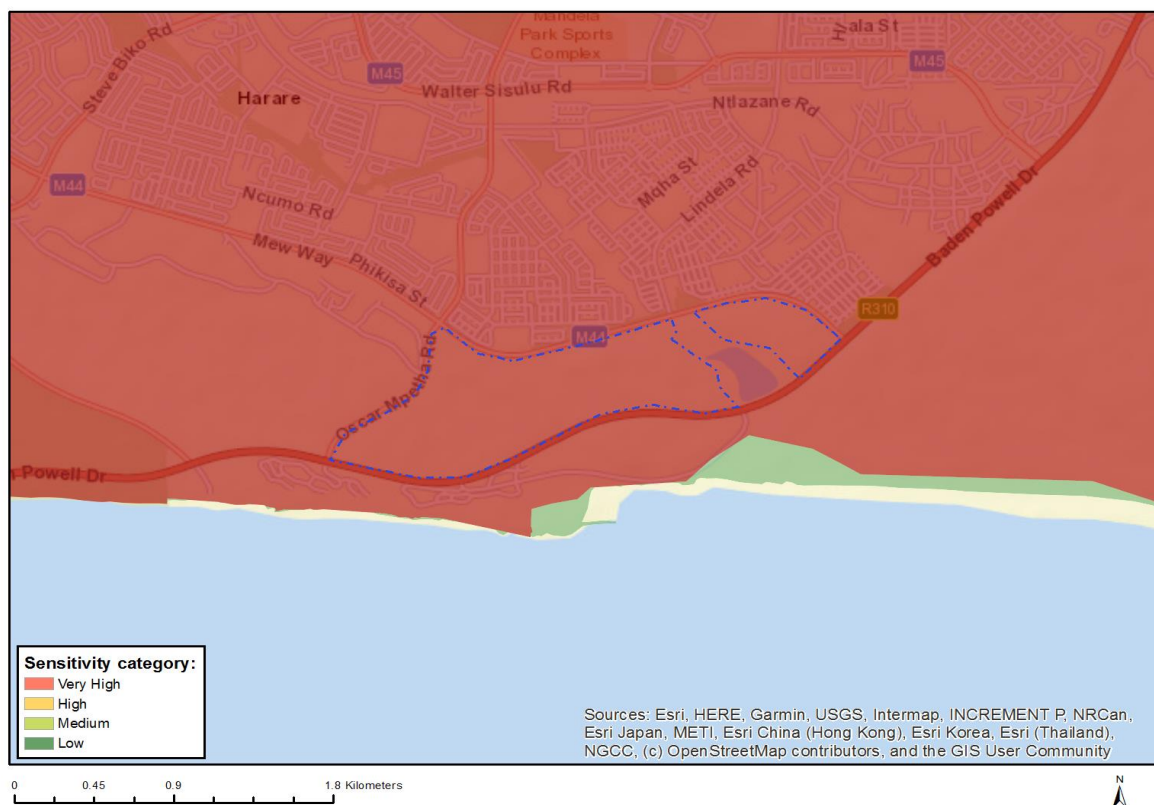 Mandela
Park Sports
Complex
Hlala St
M45
M45
Steve Biko Rd
Harare
Walter Sisulu Rd
Ntlazane Rd
M44
Ncumo Rd
Mqha St
Lindela Rd
Baden Powell Dr
Mew Way
Phikisa St
R310
M44
Oscar Mpetha Rd
n Powell Dr
Sensitivity category:
Very High
High
Medium
Low
Sources: Esri, HERE, Garmin, USGS, Intermap, INCREMENT P, NRCan,
Esri Japan, METI, Esri China (Hong Kong), Esri Korea, Esri (Thailand),
NGCC, (c) OpenStreetMap contributors, and the GIS User Community
0 0.45 0.9 1.8 Kilometers
N